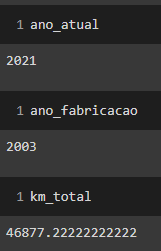 1 ano_atual
2021
1 ano_fabricacao
2003
1 km_total
46877.22222222222